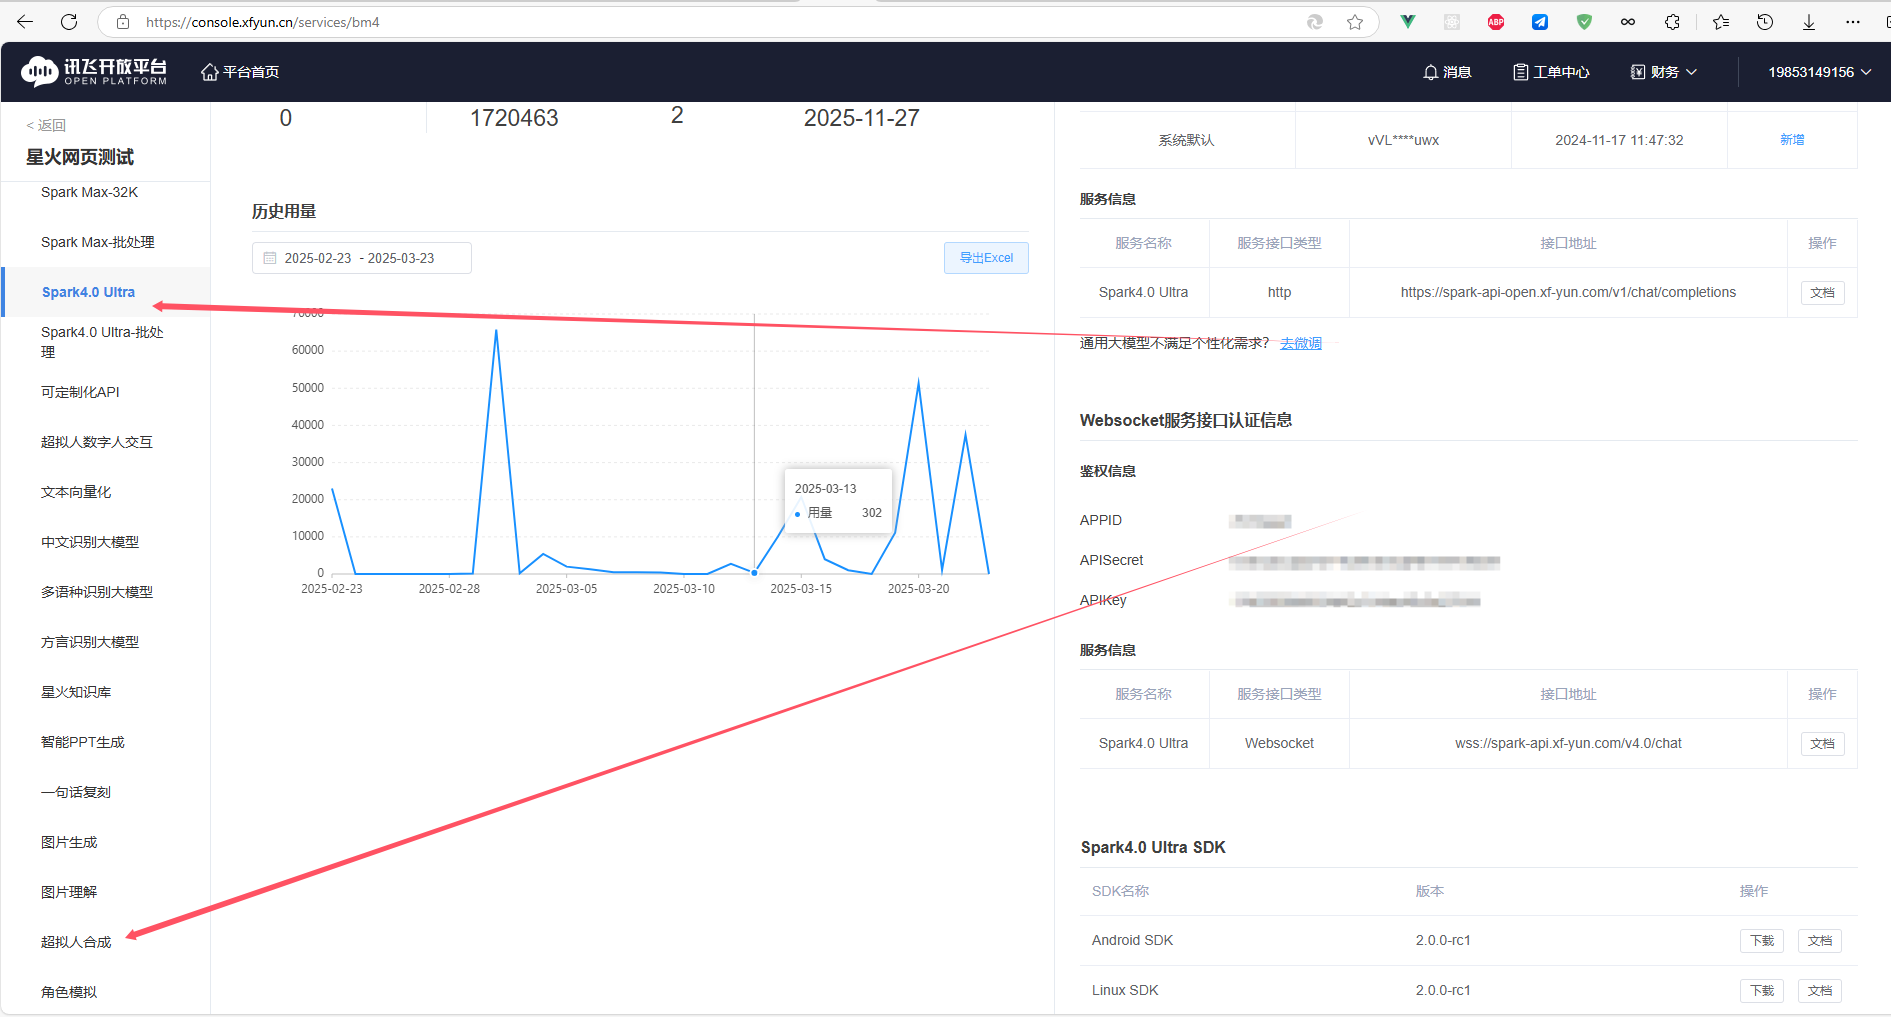 https://console.xfyun.cn/services/bm4
ABP
讯飞开放平台
OPEN PLATFORM
平台首页
消息
工单中心
财务
19853149156
< 返回
星火网页测试
Spark Max-32K
Spark Max-批处理
Spark4.0 Ultra
Spark4.0 Ultra-批处
理
可定制化API
超拟人数字人交互
文本向量化
中文识别大模型
多语种识别大模型
方言识别大模型
星火知识库
智能PPT生成
一句话复刻
图片生成
图片理解
超拟人合成
角色模拟
0 1720463 2 2025-11-27
历史用量
2025-02-23 - 2025-03-23
导出Excel
70000
60000
50000
40000
30000
20000
10000
0
2025-02-23 2025-02-28 2025-03-05 2025-03-10 2025-03-15 2025-03-20
2025-03-13
用量 302
系统默认 vVL****uwx 2024-11-17 11:47:32 新增
服务信息
服务名称 服务接口类型 接口地址 操作
Spark4.0 Ultra http https://spark-api-open.xf-yun.com/v1/chat/completions 文档
通用大模型不满足个性化需求? 去微调
Websocket服务接口认证信息
鉴权信息
APPID
APISecret
APIKey
服务信息
服务名称 服务接口类型 接口地址 操作
Spark4.0 Ultra Websocket wss://spark-api.xf-yun.com/v4.0/chat 文档
Spark4.0 Ultra SDK
SDK名称 版本 操作
Android SDK 2.0.0-rc1 下载 文档
Linux SDK 2.0.0-rc1 下载 文档